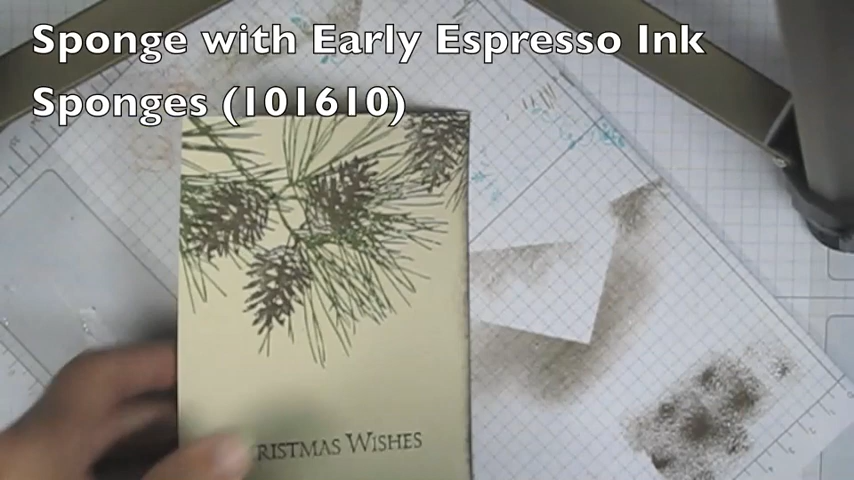 Sponge with Early Espresso Ink
Sponges (101610)
RISTMAS WISHES